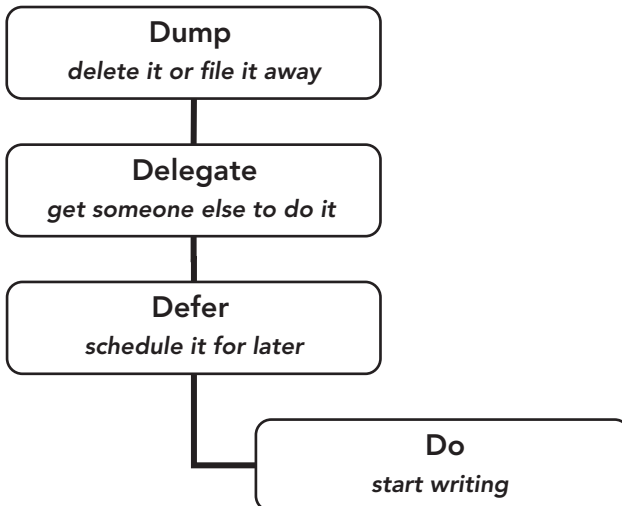 Dump
delete it or file it away
Delegate
get someone else to do it
Defer
schedule it for later
Do
start writing